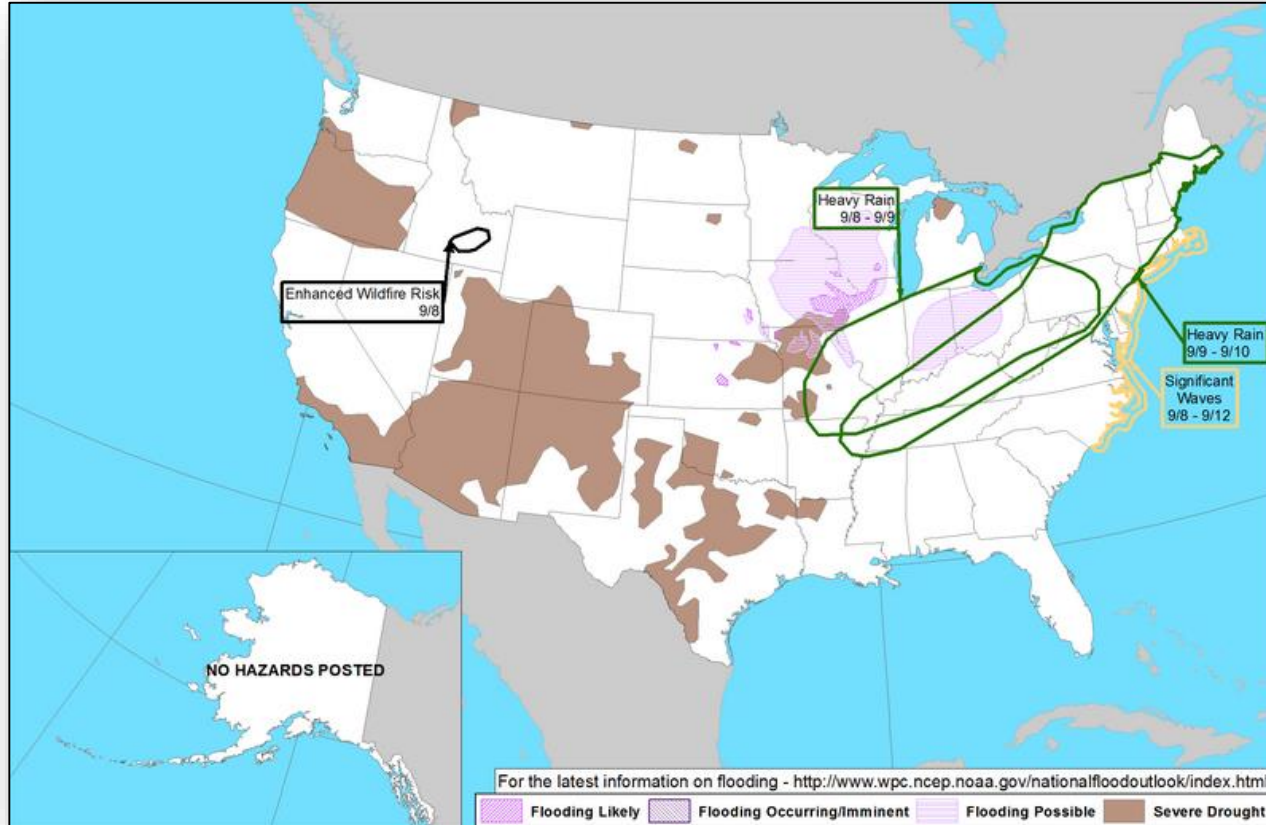 Heavy Rain
9/8 - 9/9
Enhanced Wildfire Risk
9/8
Heavy Rain
9/9 - 9/10
Significant
Waves
9/8 - 9/12
NO HAZARDS POSTED
For the latest information on flooding - http://www.wpc.ncep.noaa.gov/nationalfloodoutlook/index.html
Flooding Likely Flooding Occurring/Imminent Flooding Possible Severe Drought